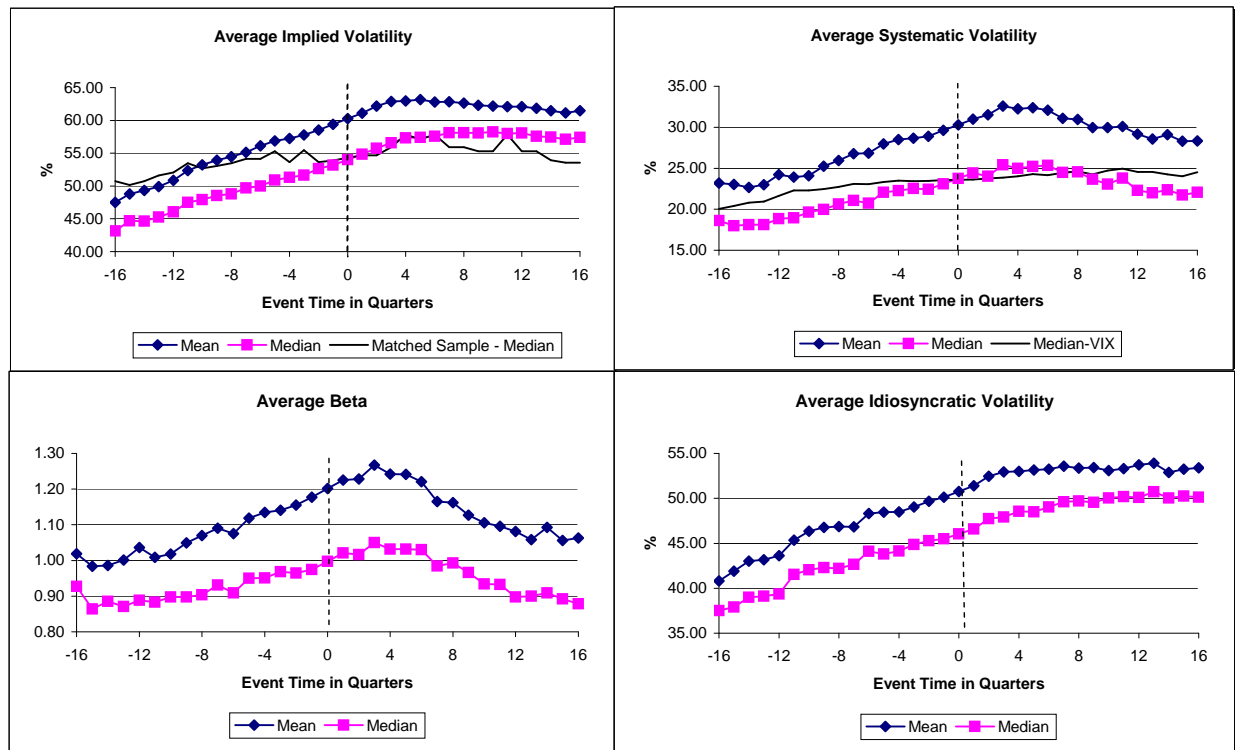 Average Implied Volatility
65.00
60.00
55.00
50.00
45.00
40.00
%
-16 -12 -8 -4 0 4 8 12 16
Event Time in Quarters
Mean Median Matched Sample - Median
Average Systematic Volatility
35.00
30.00
25.00
20.00
15.00
%
-16 -12 -8 -4 0 4 8 12 16
Event Time in Quarters
Mean Median Median-VIX
Average Beta
1.30
1.20
1.10
1.00
0.90
0.80
-16 -12 -8 -4 0 4 8 12 16
Event Time in Quarters
Mean Median
Average Idiosyncratic Volatility
55.00
50.00
45.00
40.00
35.00
%
-16 -12 -8 -4 0 4 8 12 16
Event Time in Quarters
Mean Median